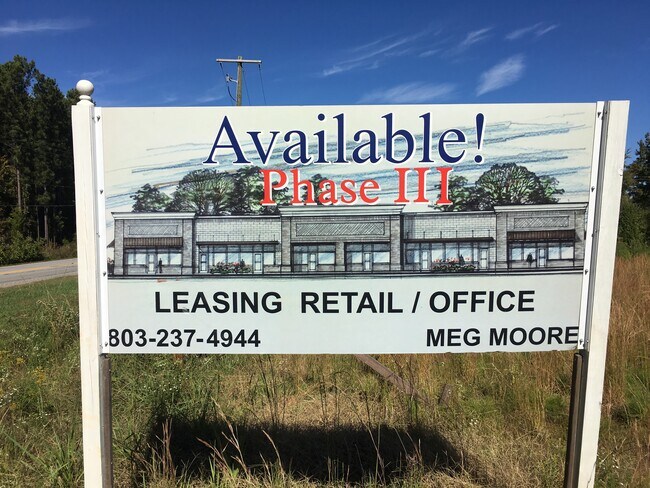 Available!
Phase III
LEASING RETAIL / OFFICE
803-237-4944 MEG MOORE